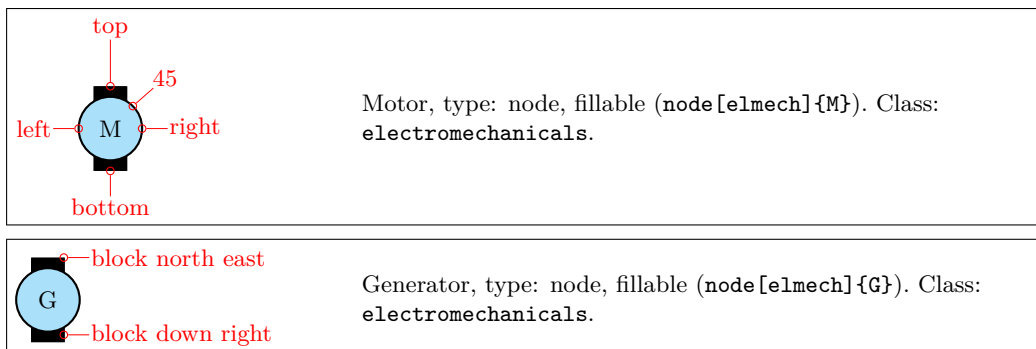 top
45
left
M
right
bottom
Motor, type: node, fillable (node[elmech]{M}). Class:
electromechanicals.
block north east
G
block down right
Generator, type: node, fillable (node[elmech]{G}). Class:
electromechanicals.